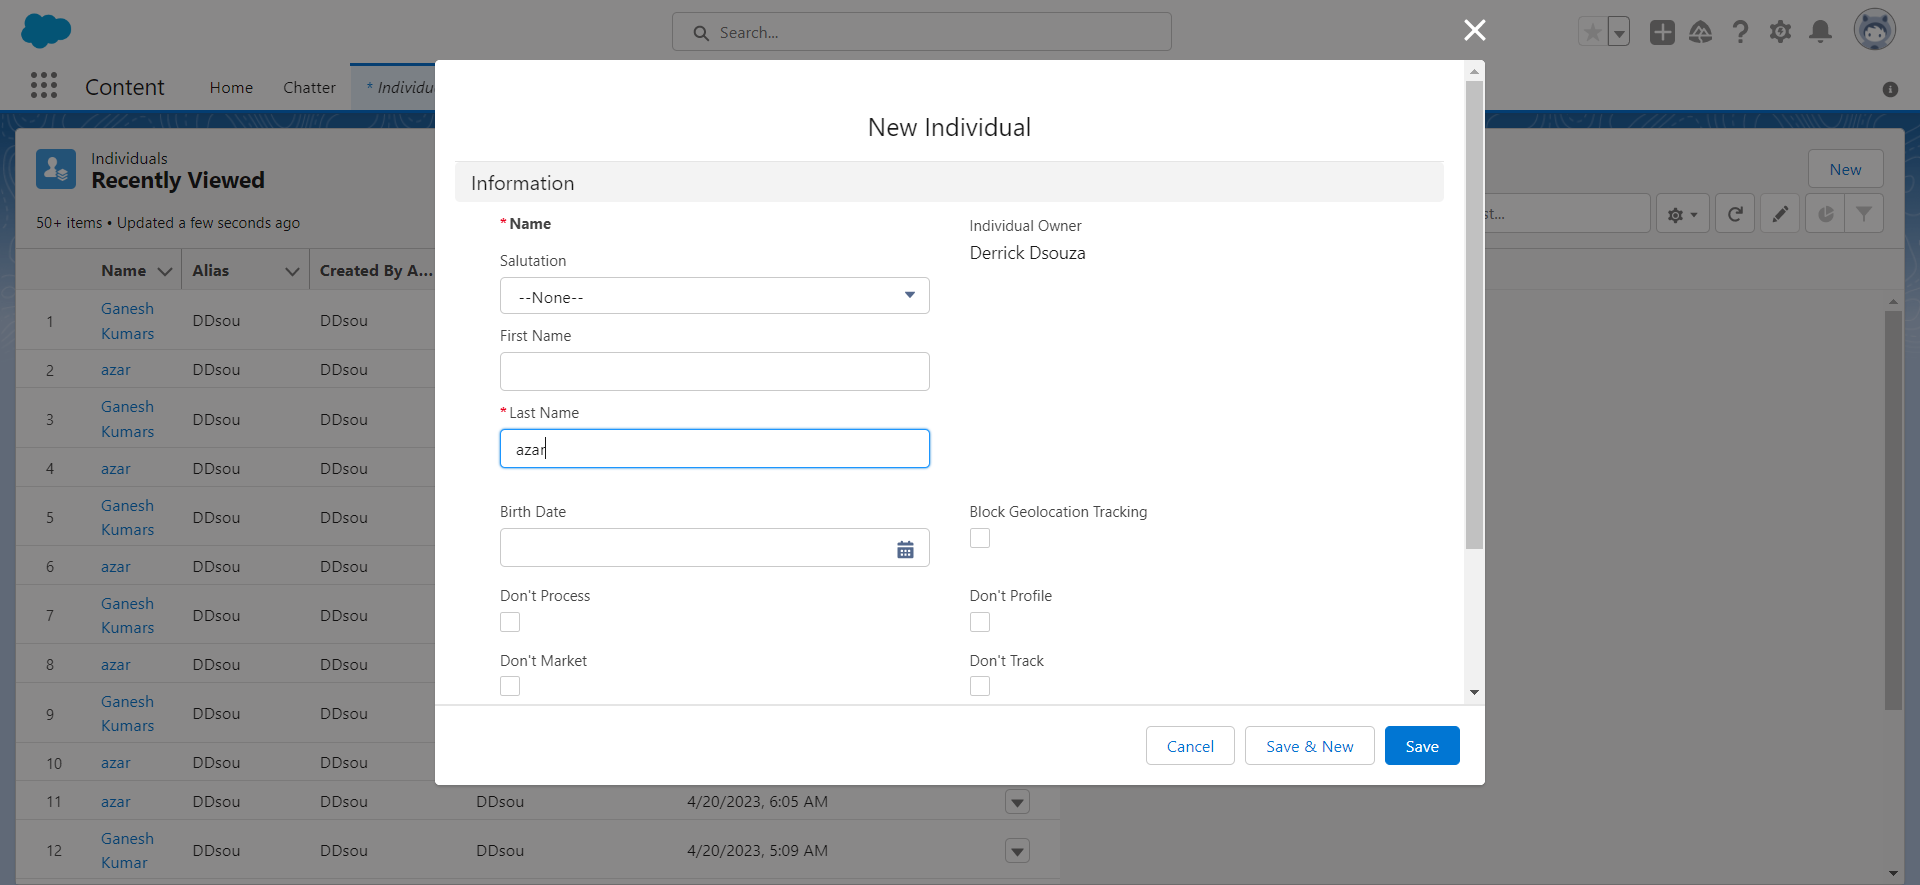 Search...
Content
Home
Chatter
* Individu
Individuals
Recently Viewed
New
50+ items • Updated a few seconds ago
st...
Name
Alias
Created By A...
1
Ganesh
Kumars
DDsou
DDsou
2
azar
DDsou
DDsou
3
Ganesh
Kumars
DDsou
DDsou
4
azar
DDsou
DDsou
5
Ganesh
Kumars
DDsou
DDsou
6
azar
DDsou
DDsou
7
Ganesh
Kumars
DDsou
DDsou
8
azar
DDsou
DDsou
9
Ganesh
Kumars
DDsou
DDsou
10
azar
DDsou
DDsou
11
azar
DDsou
DDsou
DDsou
4/20/2023, 6:05 AM
12
Ganesh
Kumar
DDsou
DDsou
DDsou
4/20/2023, 5:09 AM
New Individual
Information
* Name
Individual Owner
Derrick Dsouza
Salutation
--None--
First Name
* Last Name
azar
Birth Date
Block Geolocation Tracking
Don't Process
Don't Profile
Don't Market
Don't Track
Cancel
Save & New
Save